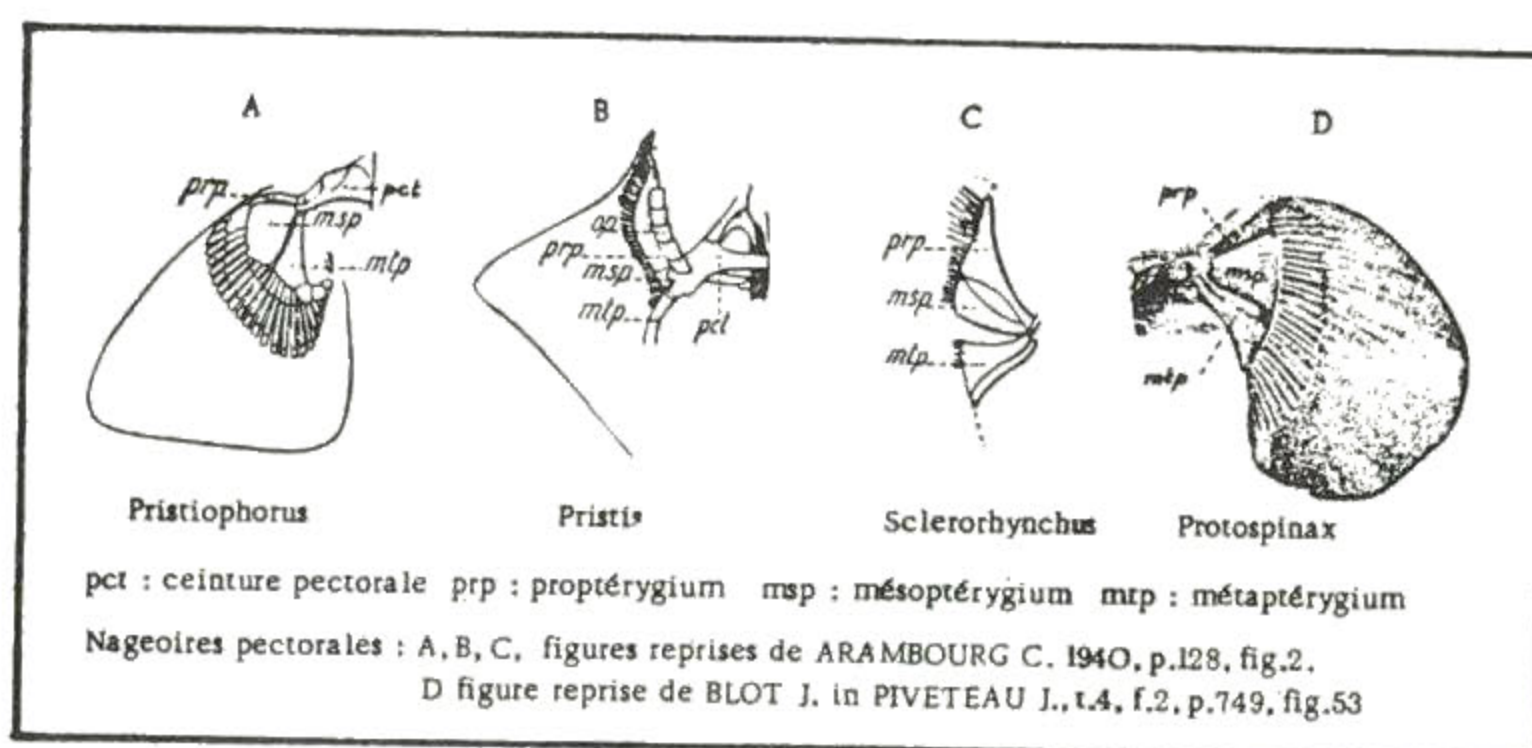 A B C D
prp pct msp mtp
op prp msp mtp pct
prp msp mtp
prp msp mtp
Pristiophorus Pristis Sclerorhynchus Protospinax
pct : ceinture pectorale prp : proptérygium msp : mésoptérygium mtp : métaptérygium
Nageoires pectorales : A, B, C, figures reprises de ARAMBOURG C. 1940, p.128, fig.2.
D figure reprise de BLOT J. in PIVETEAU J., t.4, f.2, p.749, fig.53